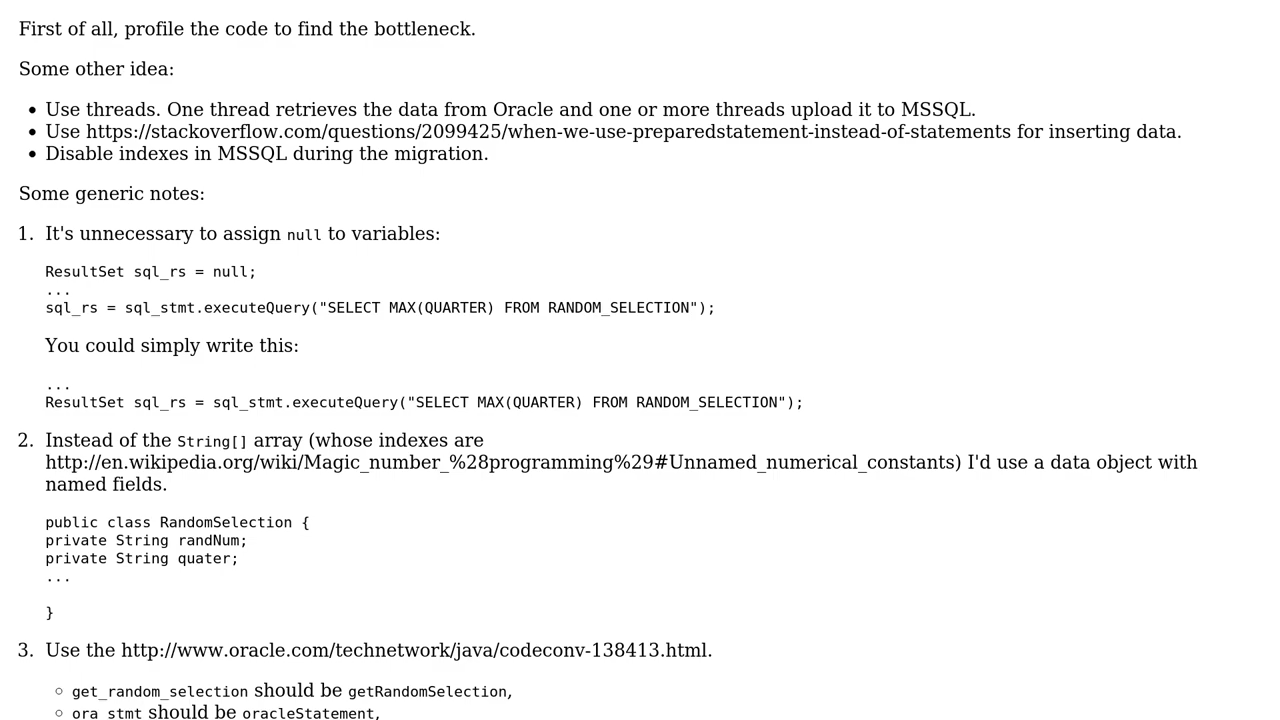 First of all, profile the code to find the bottleneck.
Some other idea:
• Use threads. One thread retrieves the data from Oracle and one or more threads upload it to MSSQL.
• Use https://stackoverflow.com/questions/2099425/when-we-use-preparedstatement-instead-of-statements for inserting data.
• Disable indexes in MSSQL during the migration.
Some generic notes:
1. It's unnecessary to assign null to variables:
ResultSet sql_rs = null;
...
sql_rs = sql_stmt.executeQuery("SELECT MAX(QUARTER) FROM RANDOM_SELECTION");
You could simply write this:
...
ResultSet sql_rs = sql_stmt.executeQuery("SELECT MAX(QUARTER) FROM RANDOM_SELECTION");
2. Instead of the String[] array (whose indexes are
http://en.wikipedia.org/wiki/Magic_number_%28programming%29#Unnamed_numerical_constants) I'd use a data object with
named fields.
public class RandomSelection {
private String randNum;
private String quater;
...
}
3. Use the http://www.oracle.com/technetwork/java/codeconv-138413.html.
◦ get_random_selection should be getRandomSelection,
◦ ora_stmt should be oracleStatement,